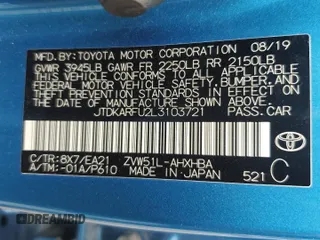 MFD. BY: TOYOTA MOTOR CORPORATION 08/19
GVWR 3945LB GAWR FR 2250LB RR 2150LB
THIS VEHICLE CONFORMS TO ALL APPLICABLE
FEDERAL MOTOR VEHICLE SAFETY, BUMPER, AND
THEFT PREVENTION STANDARDS IN EFFECT ON
THE DATE OF MANUFACTURE SHOWN ABOVE.
JTDKARFU2L3103721 PASS.CAR
C/TR: 8X7/EA21 ZVW51L-AHXHBA
A/TM: -01A/P610 MADE IN JAPAN 521 C
TOYOTA